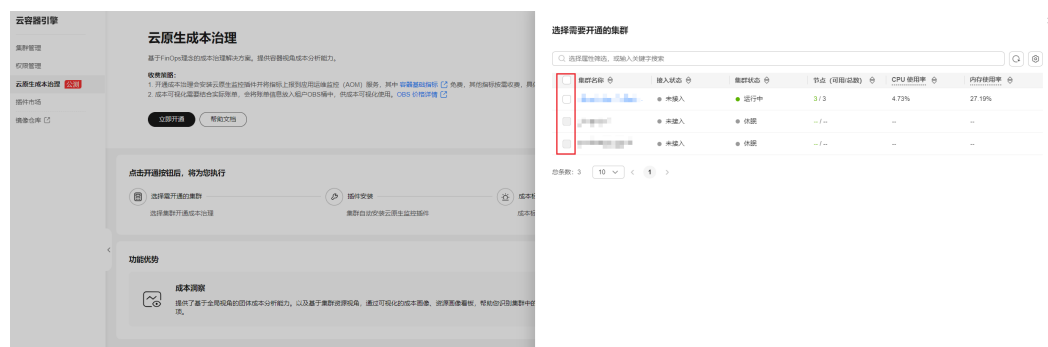 云容器引擎
集群管理
权限管理
云原生成本治理 公测
插件市场
镜像仓库
云原生成本治理
基于FinOps理念的成本治理解决方案。提供容器视角成本分析能力。
收费策略：
1. 开通成本治理会安装云原生监控插件并将指标上报到应用运维监控（AOM）服务，其中 容器基础指标 免费，其他指标按需收费，具
2. 成本可视化需要结合实际账单，会将账单信息放入租户OBS桶中，供成本可视化使用。OBS 价格详情
立即开通 帮助文档
点击开通按钮后，将为您执行
选择需开通的集群 插件安装 成本标
选择集群开通成本治理 集群自动安装云原生监控插件 成本标
功能优势
成本洞察
提供了基于全局视角的团体成本分析能力。以及基于集群资源视角，通过可视化的成本图像、资源画像看板，帮助您识别集群中的
项。
选择需要开通的集群
选择属性筛选，或输入关键字搜索
集群名称 接入状态 集群状态 节点（可用/总数） CPU 使用率 内存使用率
未接入 运行中 3 / 3 4.73% 27.19%
未接入 休眠 -- / -- -- --
未接入 休眠 -- / -- -- --
总条数：3 10 1